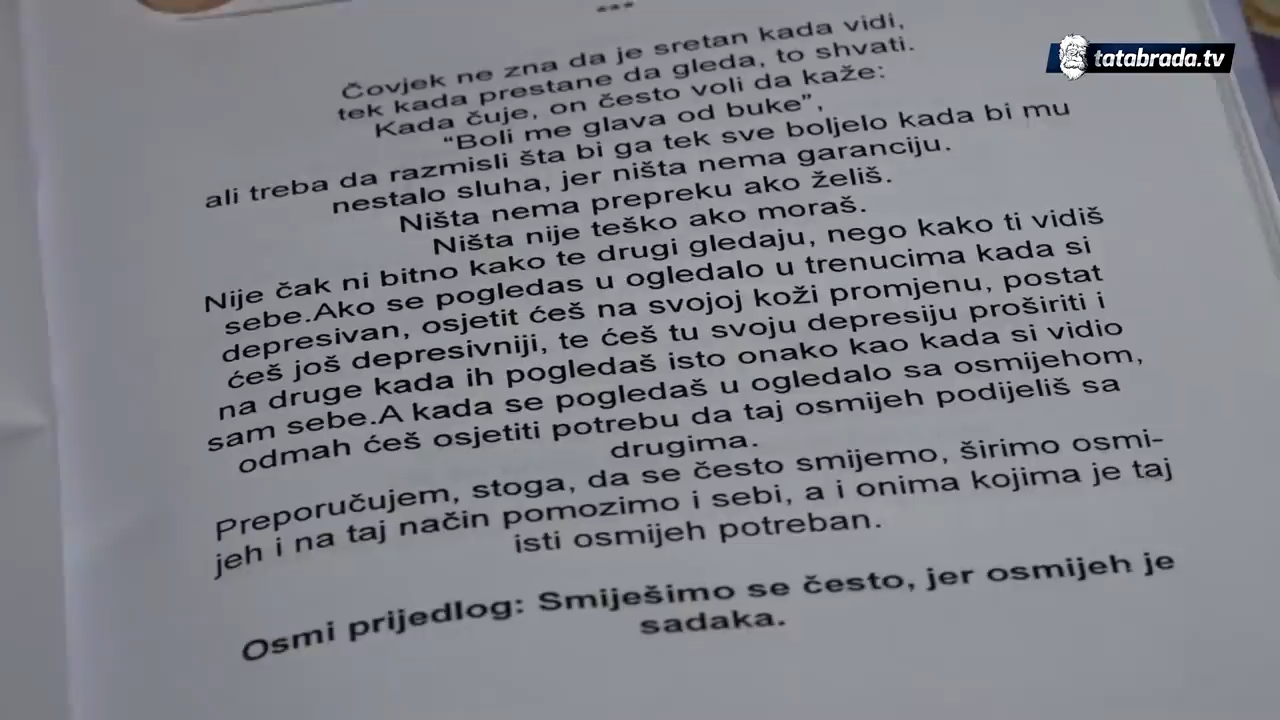 ***
tatabrada.tv
Čovjek ne zna da je sretan kada vidi,
tek kada prestane da gleda, to shvati.
Kada čuje, on često voli da kaže:
“Boli me glava od buke”,
ali treba da razmisli šta bi ga tek sve boljelo kada bi mu
nestalo sluha, jer ništa nema garanciju.
Ništa nema prepreku ako želiš.
Ništa nije teško ako moraš.
Nije čak ni bitno kako te drugi gledaju, nego kako ti vidiš
sebe.Ako se pogledas u ogledalo u trenucima kada si
depresivan, osjetit ćeš na svojoj koži promjenu, postat
ćeš još depresivniji, te ćeš tu svoju depresiju proširiti i
na druge kada ih pogledaš isto onako kao kada si vidio
sam sebe.A kada se pogledaš u ogledalo sa osmijehom,
odmah ćeš osjetiti potrebu da taj osmijeh podijeliš sa
drugima.
Preporučujem, stoga, da se često smijemo, širimo osmi-
jeh i na taj način pomozimo i sebi, a i onima kojima je taj
isti osmijeh potreban.
Osmi prijedlog: Smiješimo se često, jer osmijeh je
sadaka.